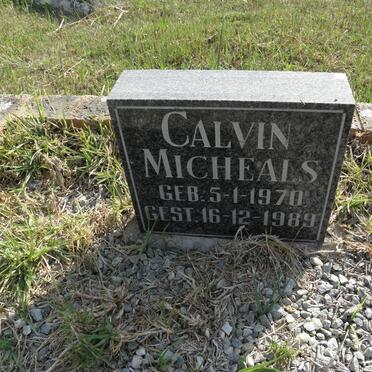 CALVIN
MICHEALS
GEB. 5-1-1970
GEST. 16-12-1989